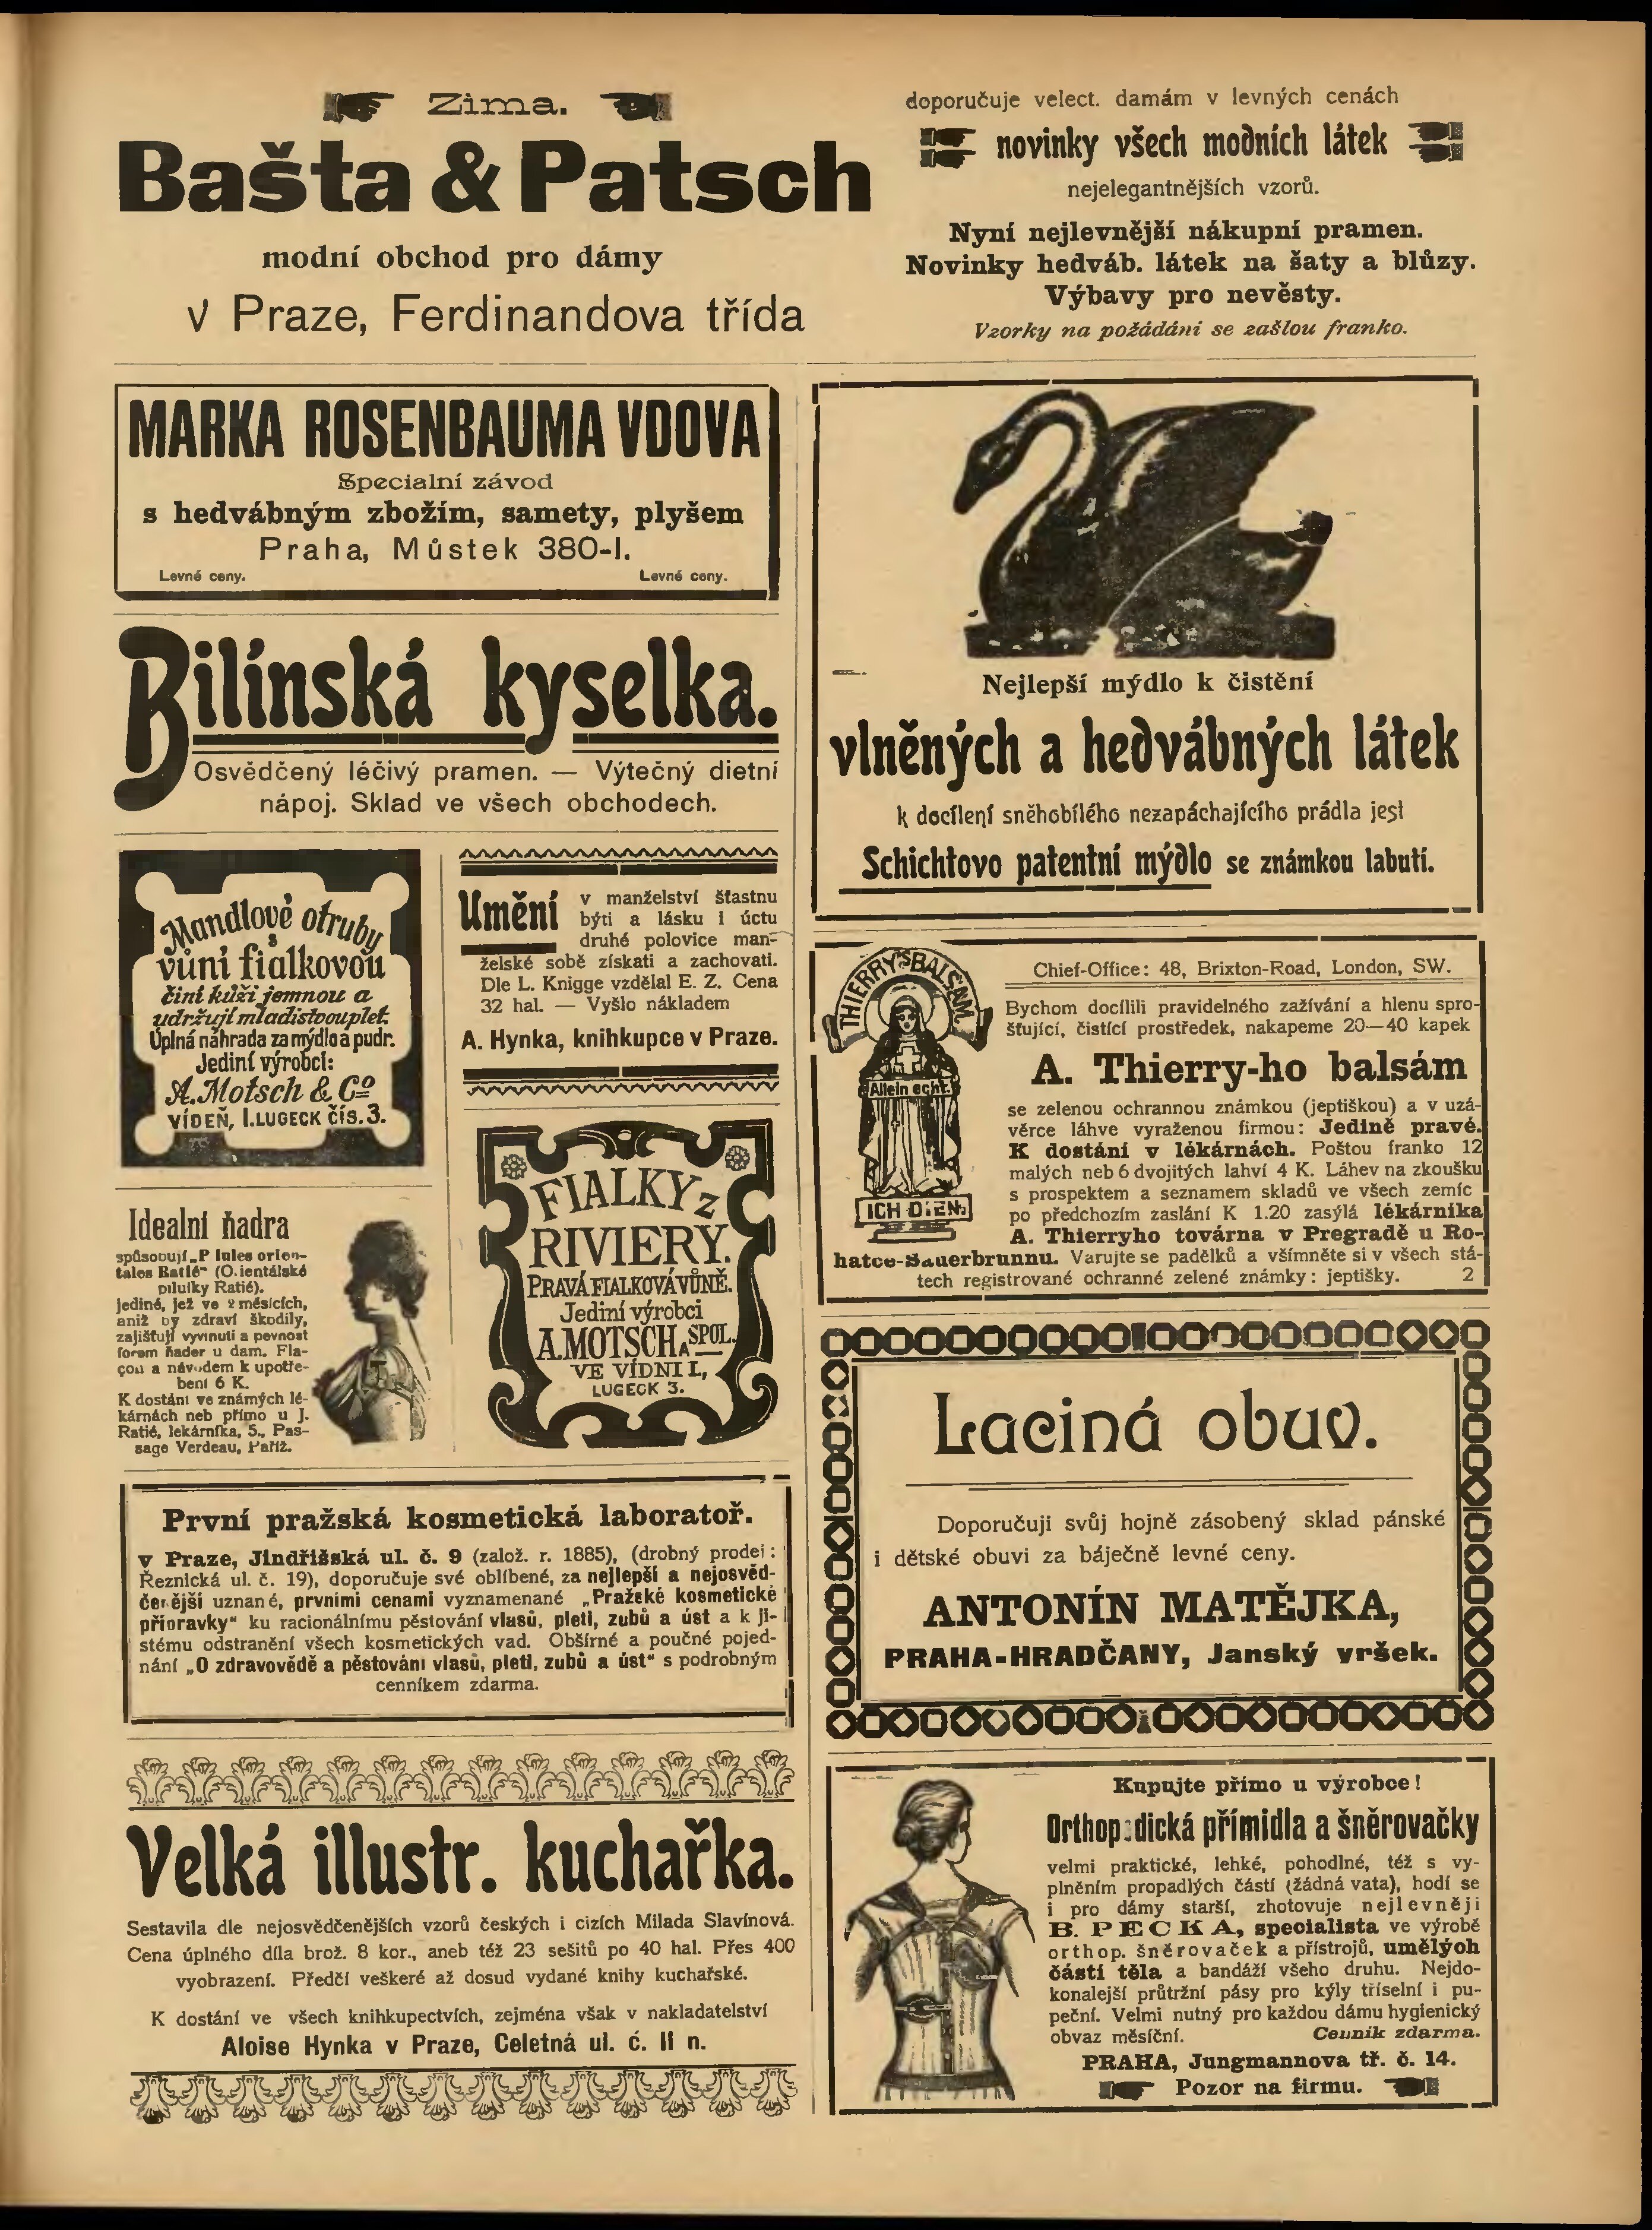 Zima.
Bašta & Patsch
modní obchod pro dámy
v Praze, Ferdinandova třída
doporučuje velect. damám v levných cenách
novinky všech modních látek
nejelegantnějších vzorů.
Nyní nejlevnější nákupní pramen.
Novinky hedváb. látek na šaty a blůzy.
Výbavy pro nevěsty.
Vzorky na požádání se zašlou franko.
MARKA ROSENBAUMA VDOVA
Specialní závod
s hedvábným zbožím, samety, plyšem
Praha, Můstek 380-I.
Levné ceny. Levné ceny.
Bilínská kyselka.
Osvědčený léčivý pramen. — Výtečný dietní
nápoj. Sklad ve všech obchodech.
Mandlové otruby
s
vůní fialkovou
činí kůži jemnou a
udržují mladistvou pleť.
Úplná náhrada za mýdlo a pudr.
Jediní výrobci:
A. Motsch & Co
VÍDEŇ, I. LUGECK čís. 3.
Umění v manželství šťastnu
býti a lásku i úctu
druhé polovice man-
želské sobě získati a zachovati.
Dle L. Knigge vzdělal E. Z. Cena
32 hal. — Vyšlo nákladem
A. Hynka, knihkupce v Praze.
Idealní ňadra
způsobují „P lules orien-
tales Ratié" (O.ientálské
pilulky Ratié).
jediné, jež ve 2 měsících,
aniž by zdraví škodily,
zajišťují vyvinutí a pevnost
forem ňader u dam. Fla-
çou a návodem k upotře-
bení 6 K.
K dostání ve známých lé-
kárnách neb přímo u J.
Ratié, lekárníka, 5., Pas-
sage Verdeau, Paříž.
FIALKY z
RIVIERY.
PRAVÁ FIALKOVÁ VŮNĚ.
Jediní výrobci
A. MOTSCH A SPOL.
VE VÍDNI I.,
LUGECK 3.
První pražská kosmetická laboratoř.
v Praze, Jindřišská ul. č. 9 (založ. r. 1885), (drobný prodej:
Řeznická ul. č. 19), doporučuje své oblíbené, za nejlepší a nejosvěd-
čenější uznané, prvními cenami vyznamenané „Pražské kosmetické
přípravky" ku racionálnímu pěstování vlasů, pleti, zubů a úst a k ji-
stému odstranění všech kosmetických vad. Obšírné a poučné pojed-
nání „O zdravovědě a pěstování vlasů, pleti, zubů a úst" s podrobným
cenníkem zdarma.
Velká illustr. kuchařka.
Sestavila dle nejosvědčenějších vzorů českých i cizích Milada Slavínová.
Cena úplného díla brož. 8 kor., aneb též 23 sešitů po 40 hal. Přes 400
vyobrazení. Předčí veškeré až dosud vydané knihy kuchařské.
K dostání ve všech knihkupectvích, zejména však v nakladatelství
Aloise Hynka v Praze, Celetná ul. č. II n.
Nejlepší mýdlo k čistění
vlněných a hedvábných látek
k docílení sněhobílého nezapáchajícího prádla jest
Schichtovo patentní mýdlo se známkou labutí.
THIERRY'S BALSAM
Allein echt.
ICH DIEN.
Chief-Office: 48, Brixton-Road, London, SW.
Bychom docílili pravidelného zažívání a hlenu spro-
šťující, čistící prostředek, nakapeme 20—40 kapek
A. Thierry-ho balsám
se zelenou ochrannou známkou (jeptiškou) a v uzá-
věrce láhve vyraženou firmou: Jedině pravé.
K dostání v lékárnách. Poštou franko 12
malých neb 6 dvojitých lahví 4 K. Láhev na zkoušku
s prospektem a seznamem skladů ve všech zemíc
po předchozím zaslání K 1.20 zasýlá lékárníka
A. Thierryho továrna v Pregradě u Ro-
hatce-Sauerbrunnu. Varujte se padělků a všímněte si v všech stá-
tech registrované ochranné zelené známky: jeptišky. 2
Laciná obuv.
Doporučuji svůj hojně zásobený sklad pánské
i dětské obuvi za báječně levné ceny.
ANTONÍN MATĚJKA,
PRAHA-HRADČANY, Janský vršek.
Kupujte přímo u výrobce!
Orthopædická přímidla a šněrovačky
velmi praktické, lehké, pohodlné, též s vy-
plněním propadlých částí (žádná vata), hodí se
i pro dámy starší, zhotovuje nejlevněji
B. PECKA, specialista ve výrobě
orthop. šněrovaček a přístrojů, umělých
částí těla a bandáží všeho druhu. Nejdo-
konalejší průtržní pásy pro kýly tříselní i pu-
peční. Velmi nutný pro každou dámu hygienický
obvaz měsíční. Cenník zdarma.
PRAHA, Jungmannova tř. č. 14.
Pozor na firmu.